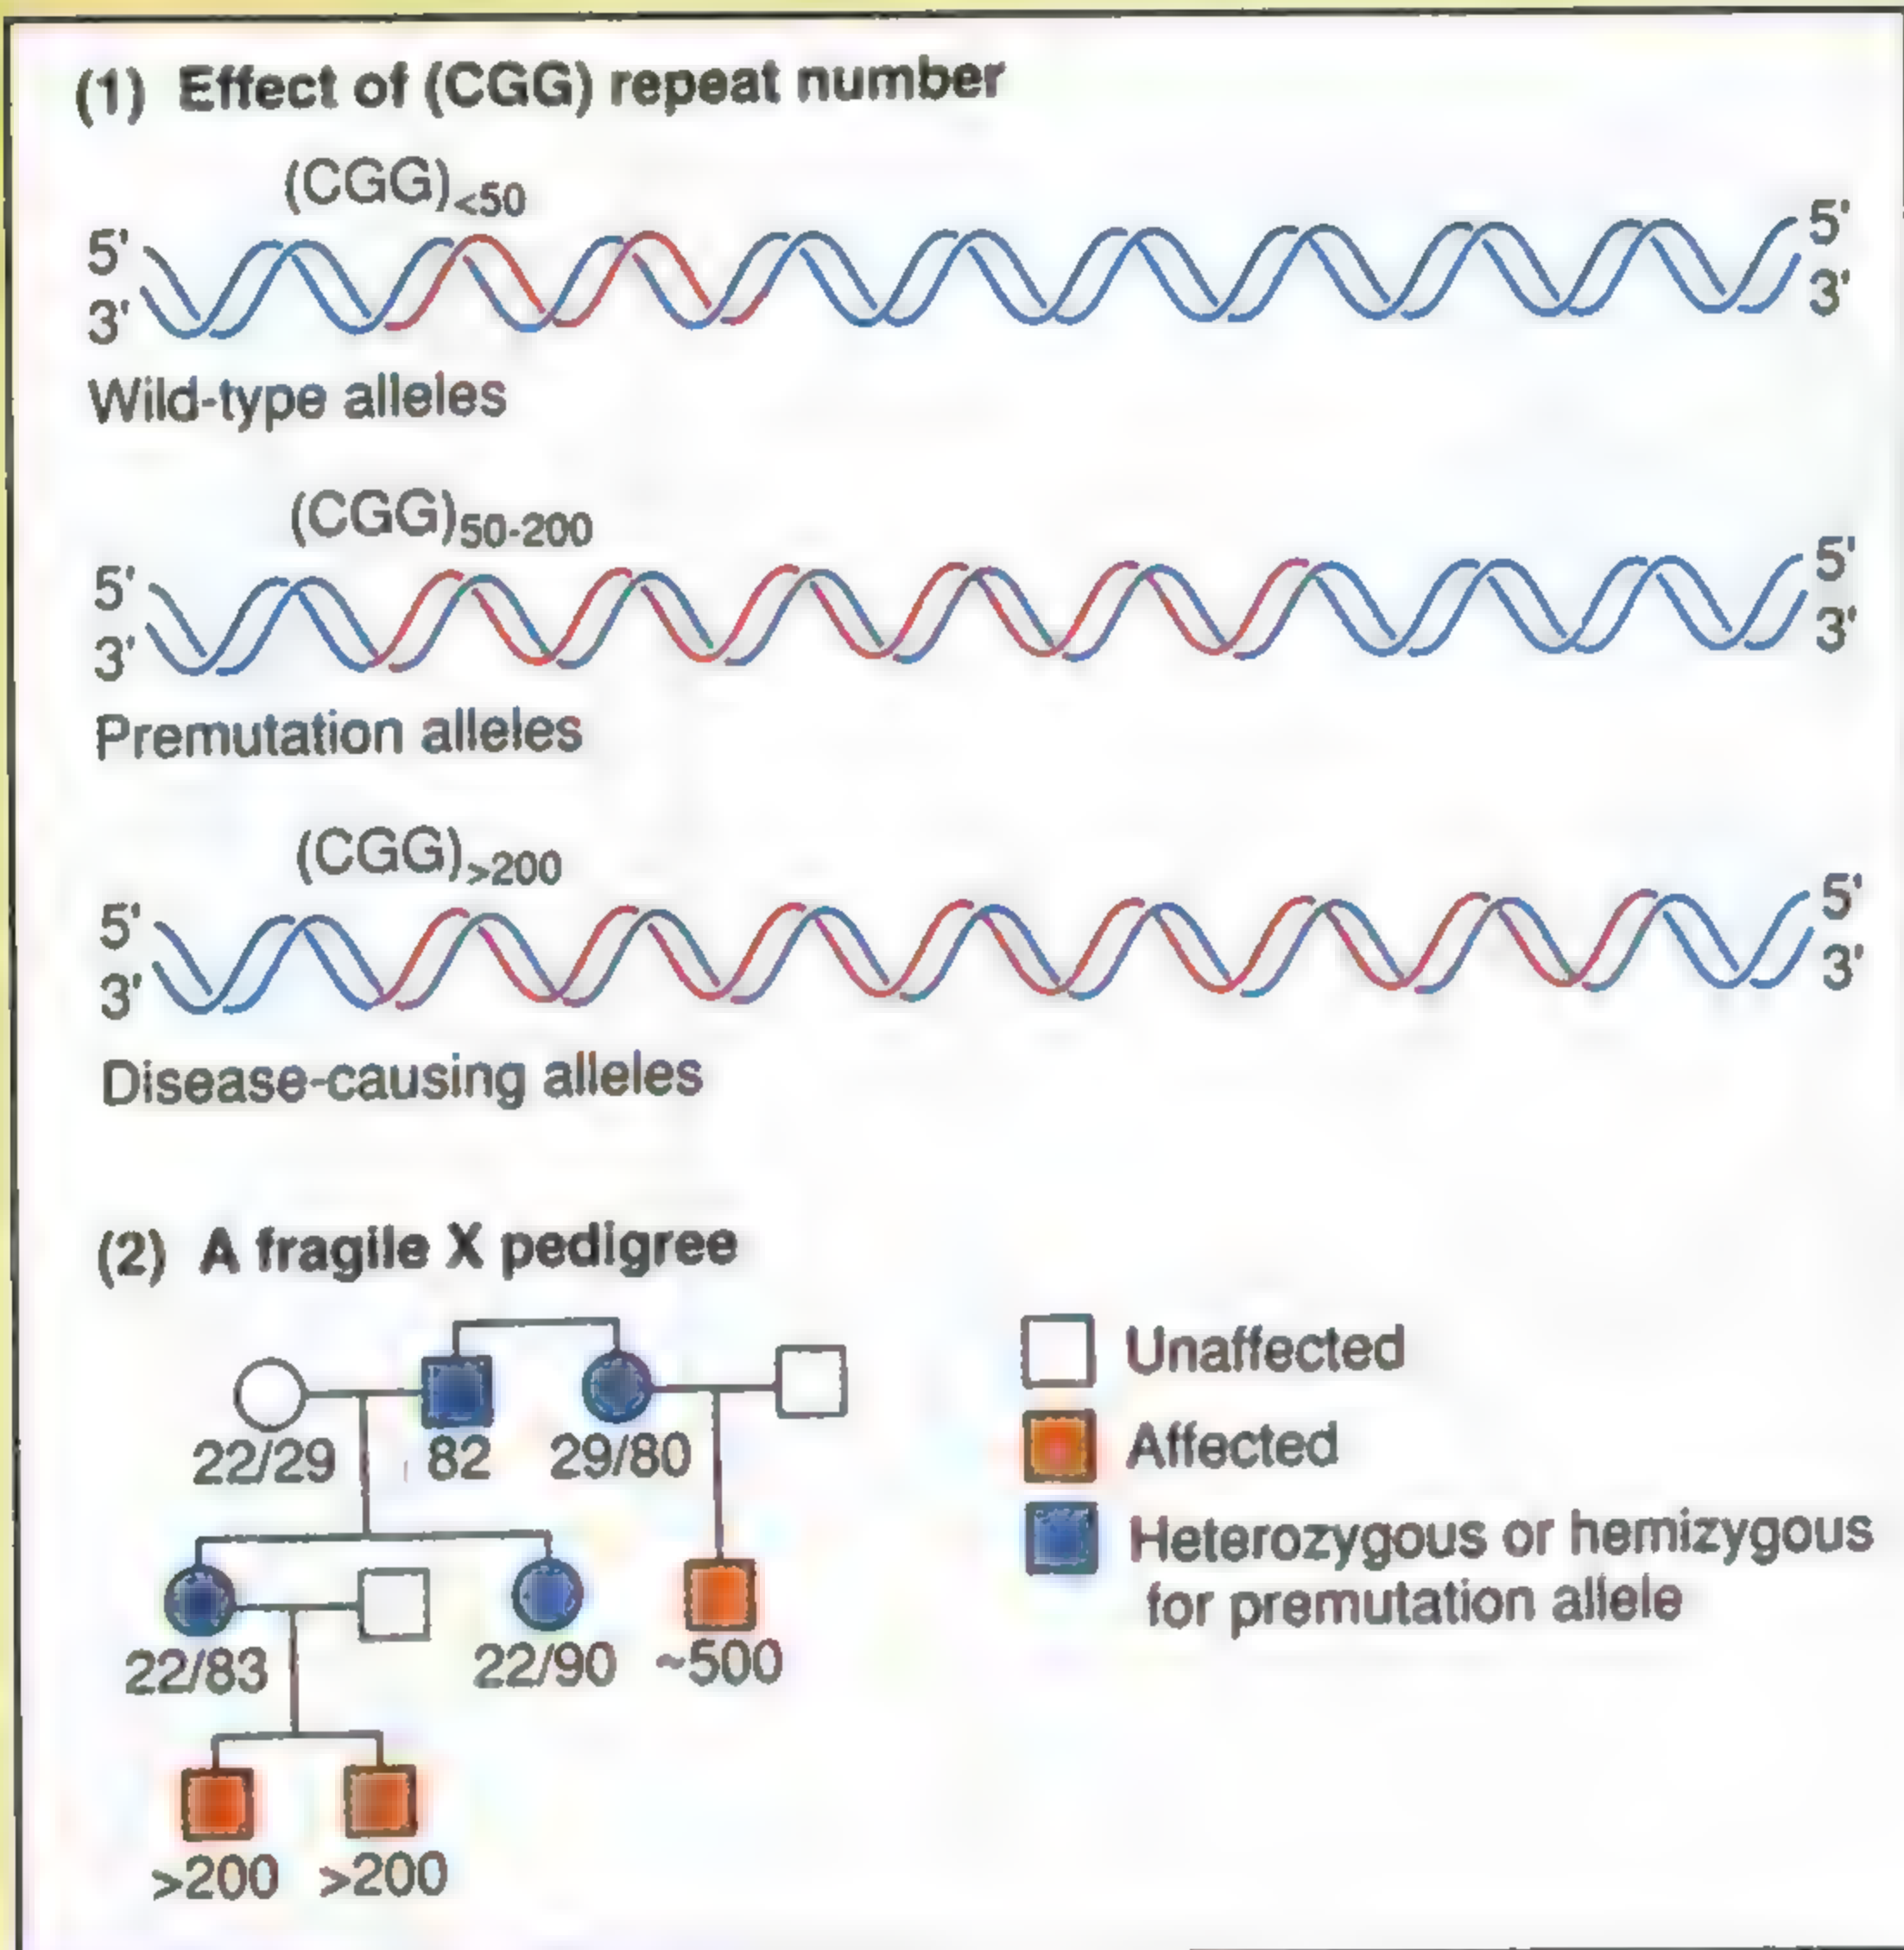 (1) Effect of (CGG) repeat number
(CGG)<50
5' 5'
3' 3'
Wild-type alleles
(CGG)50-200
5' 5'
3' 3'
Premutation alleles
(CGG)>200
5' 5'
3' 3'
Disease-causing alleles
(2) A fragile X pedigree
Unaffected
22/29 82 29/80
Affected
Heterozygous or hemizygous
for premutation allele
22/83 22/90 ~500
>200 >200